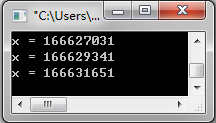 "C:\Users\...
x = 166627031
x = 166629341
x = 166631651